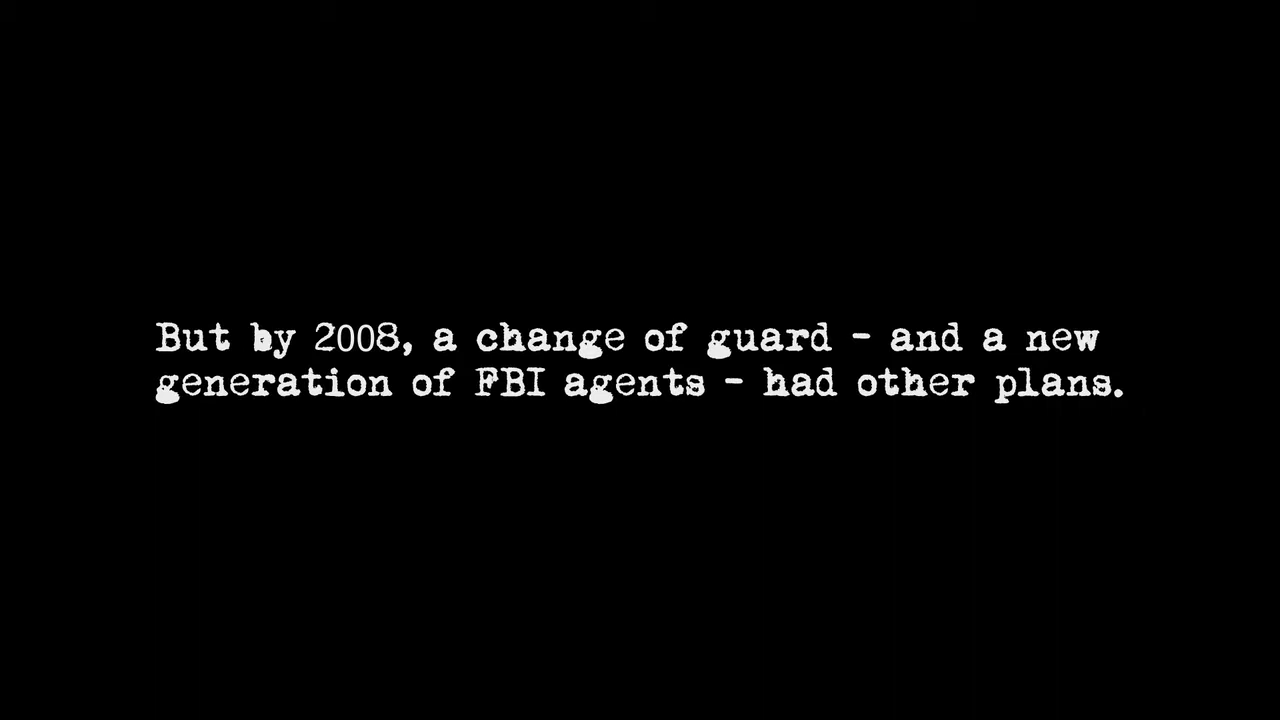 But by 2008, a change of guard - and a new
generation of FBI agents - had other plans.